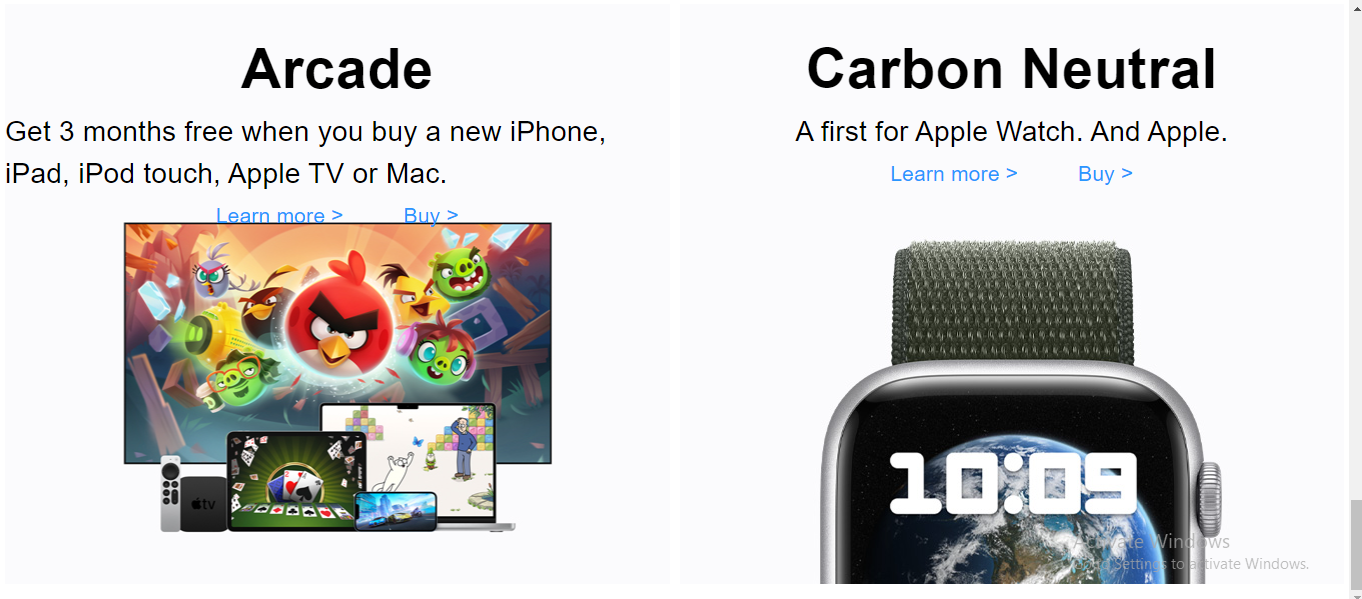 Arcade
Get 3 months free when you buy a new iPhone,
iPad, iPod touch, Apple TV or Mac.
Learn more >
Buy >
tv
Carbon Neutral
A first for Apple Watch. And Apple.
Learn more >
Buy >
10:09
Activate Windows
Go to Settings to activate Windows.